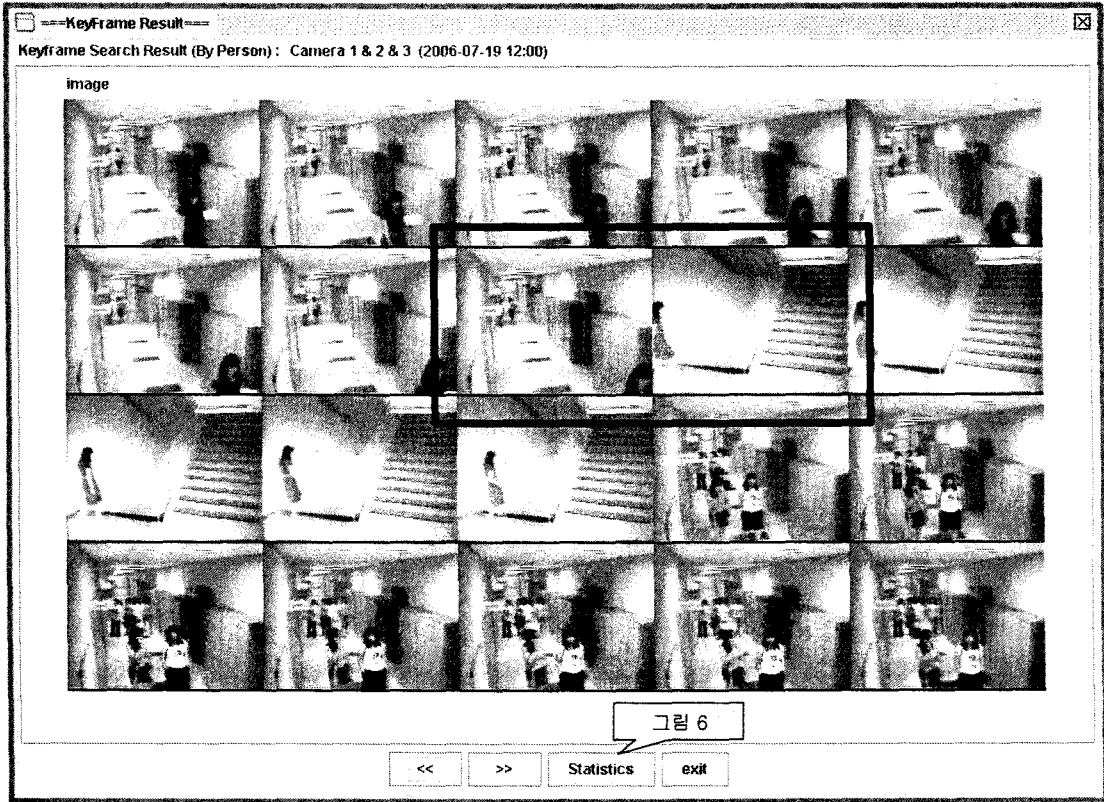 ===KeyFrame Result===
Keyframe Search Result (By Person) : Camera 1 & 2 & 3 (2006-07-19 12:00)
image
그림 6
<< >> Statistics exit